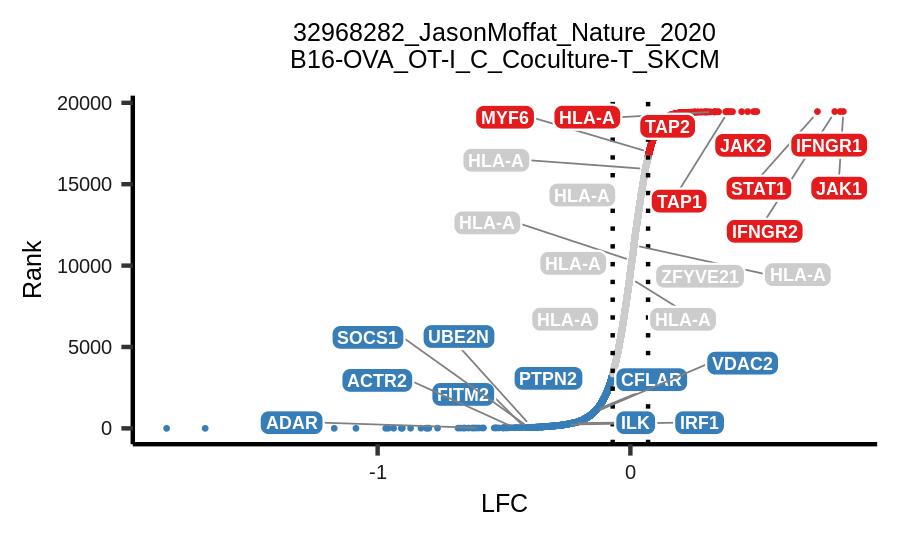 32968282_JasonMoffat_Nature_2020
B16-OVA_OT-I_C_Coculture-T_SKCM
Rank
20000
15000
10000
5000
0
MYF6
HLA-A
TAP2
HLA-A
JAK2
IFNGR1
HLA-A
TAP1
STAT1
JAK1
HLA-A
IFNGR2
HLA-A
ZFYVE21
HLA-A
HLA-A
HLA-A
SOCS1
UBE2N
VDAC2
ACTR2
PTPN2
CFLAR
FITM2
ADAR
ILK
IRF1
-1
0
LFC